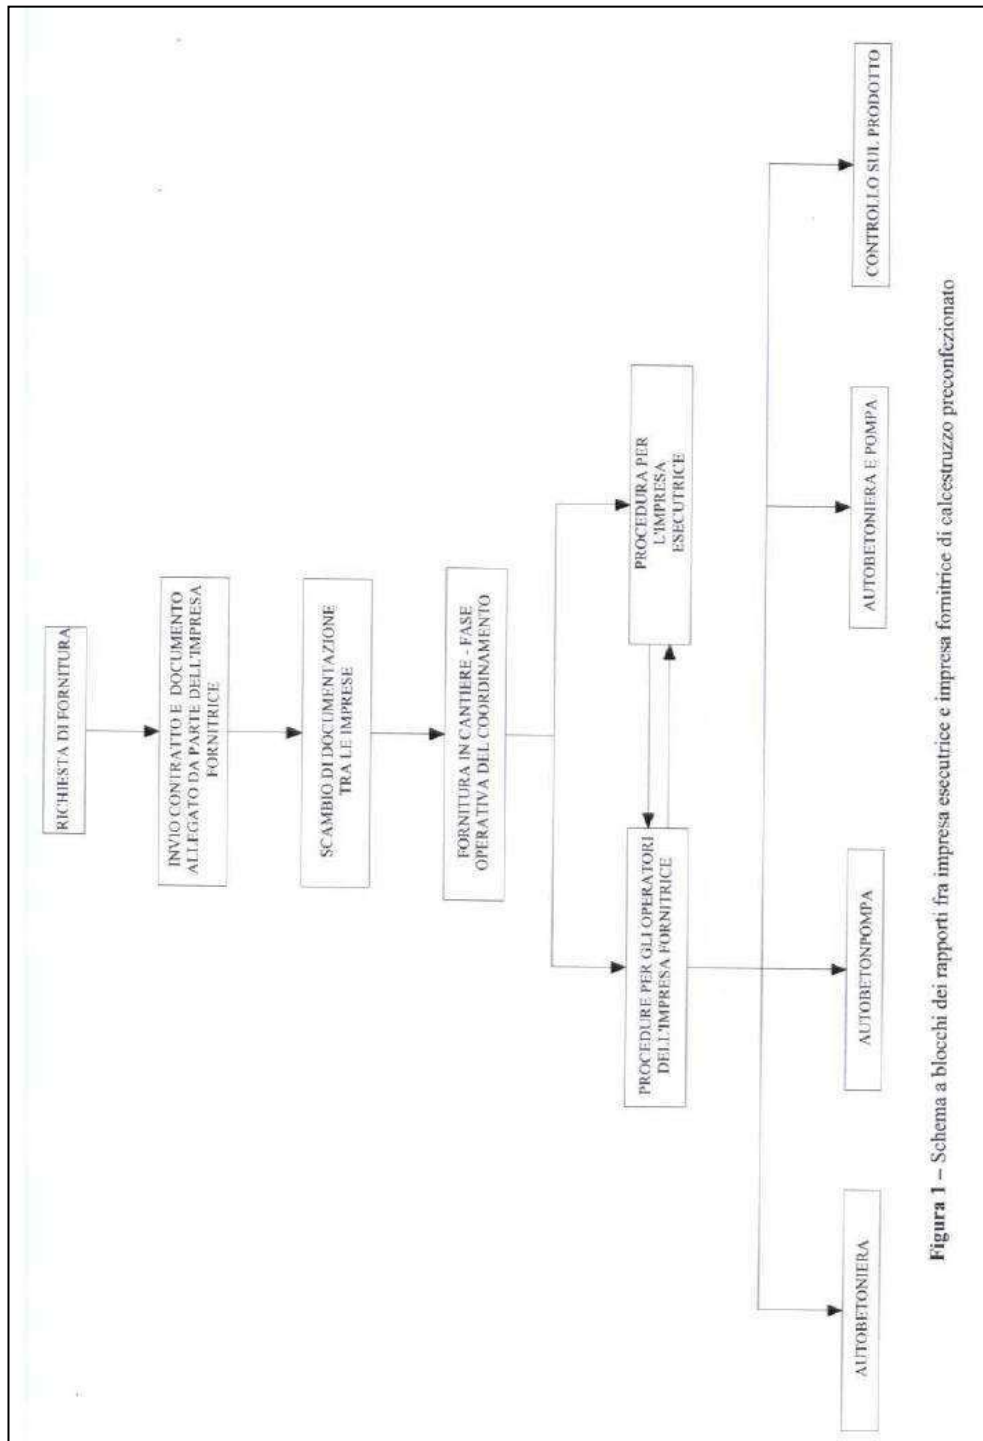 RICHIESTA DI FORNITURA
INVIO CONTRATTO E DOCUMENTO
ALLEGATO DA PARTE DELL'IMPRESA
FORNITRICE
SCAMBIO DI DOCUMENTAZIONE
TRA LE IMPRESE
FORNITURA IN CANTIERE - FASE
OPERATIVA DEL COORDINAMENTO
PROCEDURE PER GLI OPERATORI
DELL'IMPRESA FORNITRICE
PROCEDURA PER
L'IMPRESA
ESECUTRICE
AUTOBETONIERA
AUTOBETONPOMPA
AUTOBETONIERA E POMPA
CONTROLLO SUL PRODOTTO
Figura 1 – Schema a blocchi dei rapporti fra impresa esecutrice e impresa fornitrice di calcestruzzo preconfezionato